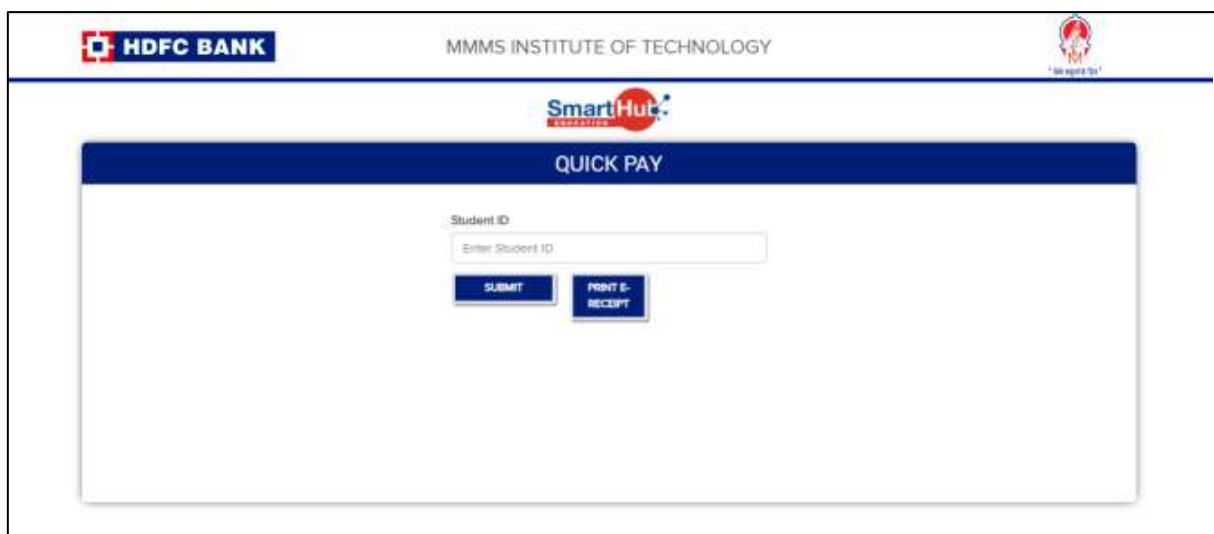 HDFC BANK
MMMS INSTITUTE OF TECHNOLOGY
SmartHub
EDUCATION
QUICK PAY
Student ID
Enter Student ID
SUBMIT
PRINT E-
RECEIPT